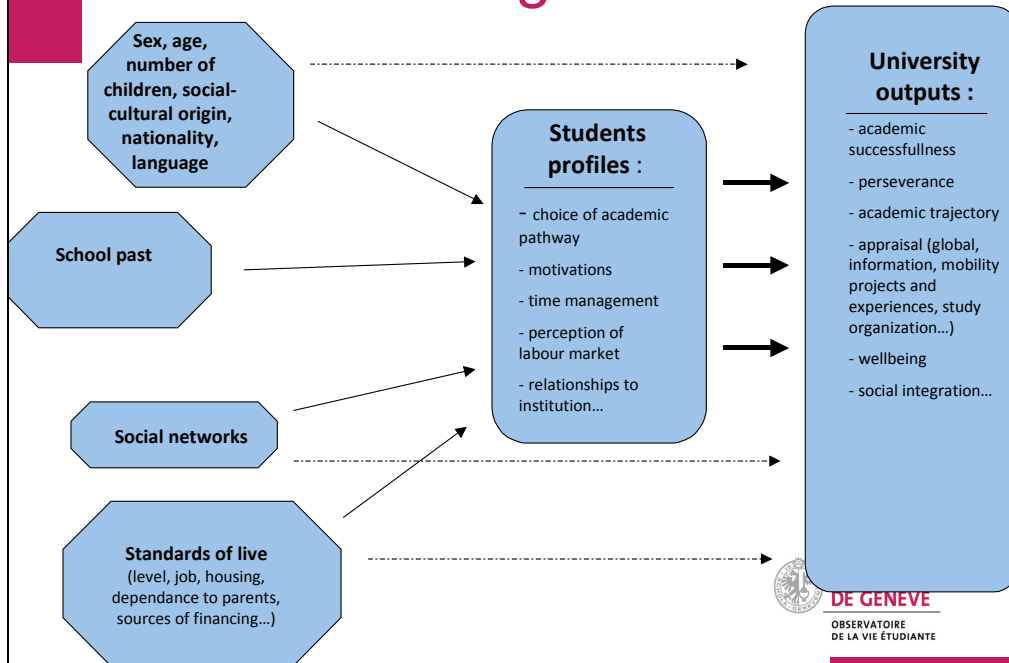 Sex, age,
number of
children, social-
cultural origin,
nationality,
language
School past
Social networks
Standards of live
(level, job, housing,
dependance to parents,
sources of financing…)
Students
profiles :
- choice of academic
pathway
- motivations
- time management
- perception of
labour market
- relationships to
institution…
University
outputs :
- academic
successfullness
- perseverance
- academic trajectory
- appraisal (global,
information, mobility
projects and
experiences, study
organization…)
- wellbeing
- social integration…
DE GENÈVE
OBSERVATOIRE
DE LA VIE ÉTUDIANTE